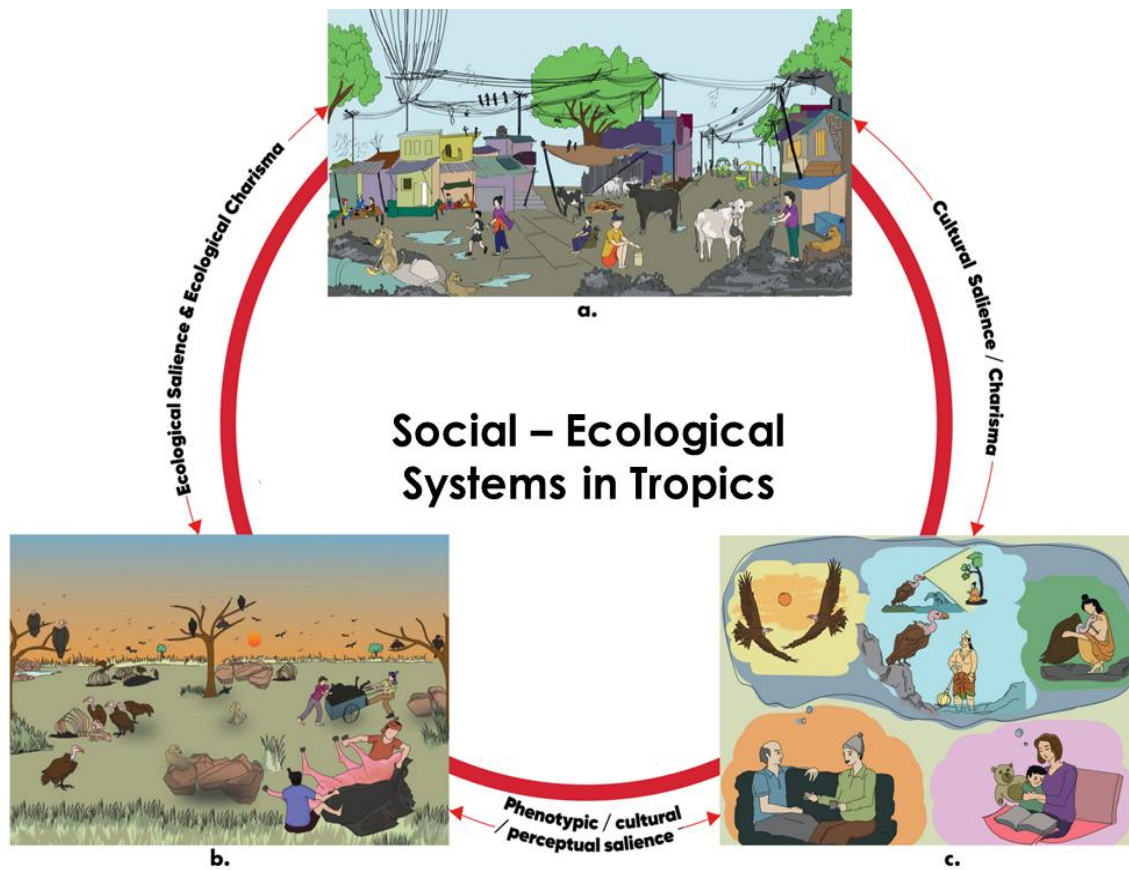 a.
Ecological Salience & Ecological Charisma
Cultural Salience / Charisma
Social – Ecological
Systems in Tropics
b.
Phenotypic / cultural
/ perceptual salience
c.